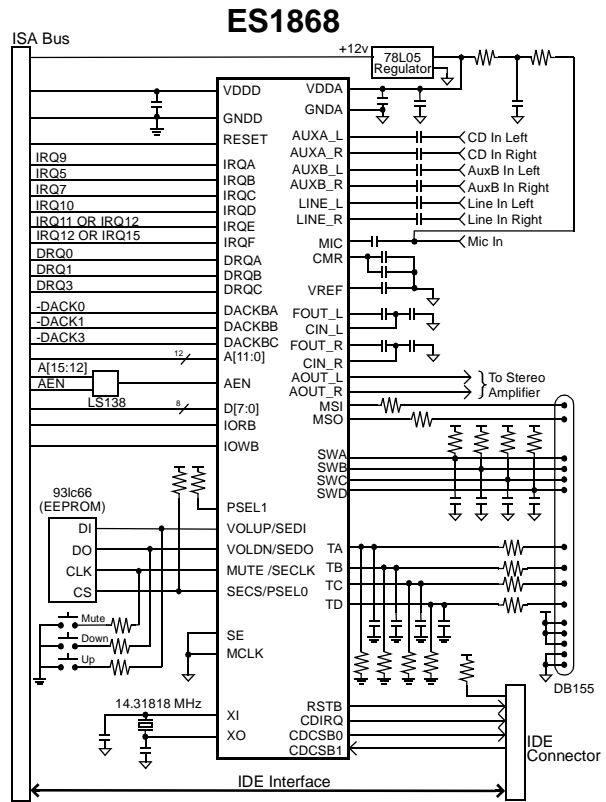 ES1868
ISA Bus
+12v
78L05
Regulator
VDDD
VDDA
GNDD
GNDA
RESET
AUXA_L
CD In Left
AUXA_R
CD In Right
IRQ9
IRQA
AUXB_L
AuxB In Left
IRQ5
IRQB
AUXB_R
AuxB In Right
IRQ7
IRQC
LINE_L
Line In Left
IRQ10
IRQD
LINE_R
Line In Right
IRQ11 OR IRQ12
IRQE
IRQ12 OR IRQ15
IRQF
MIC
Mic In
DRQ0
DRQA
CMR
DRQ1
DRQB
DRQ3
DRQC
VREF
-DACK0
DACKBA
FOUT_L
-DACK1
DACKBB
CIN_L
-DACK3
DACKBC
FOUT_R
12
A[11:0]
CIN_R
A[15:12]
AEN
LS138
AEN
AOUT_L
To Stereo
AOUT_R
Amplifier
8
D[7:0]
MSI
IORB
MSO
IOWB
SWA
SWB
SWC
SWD
93lc66
(EEPROM)
PSEL1
DI
VOLUP/SEDI
DO
VOLDN/SEDO
TA
CLK
MUTE /SECLK
TB
CS
SECS/PSEL0
TC
TD
Mute
Down
Up
SE
MCLK
DB155
14.31818 MHz
XI
XO
RSTB
CDIRQ
CDCSB0
CDCSB1
IDE
Connector
IDE Interface